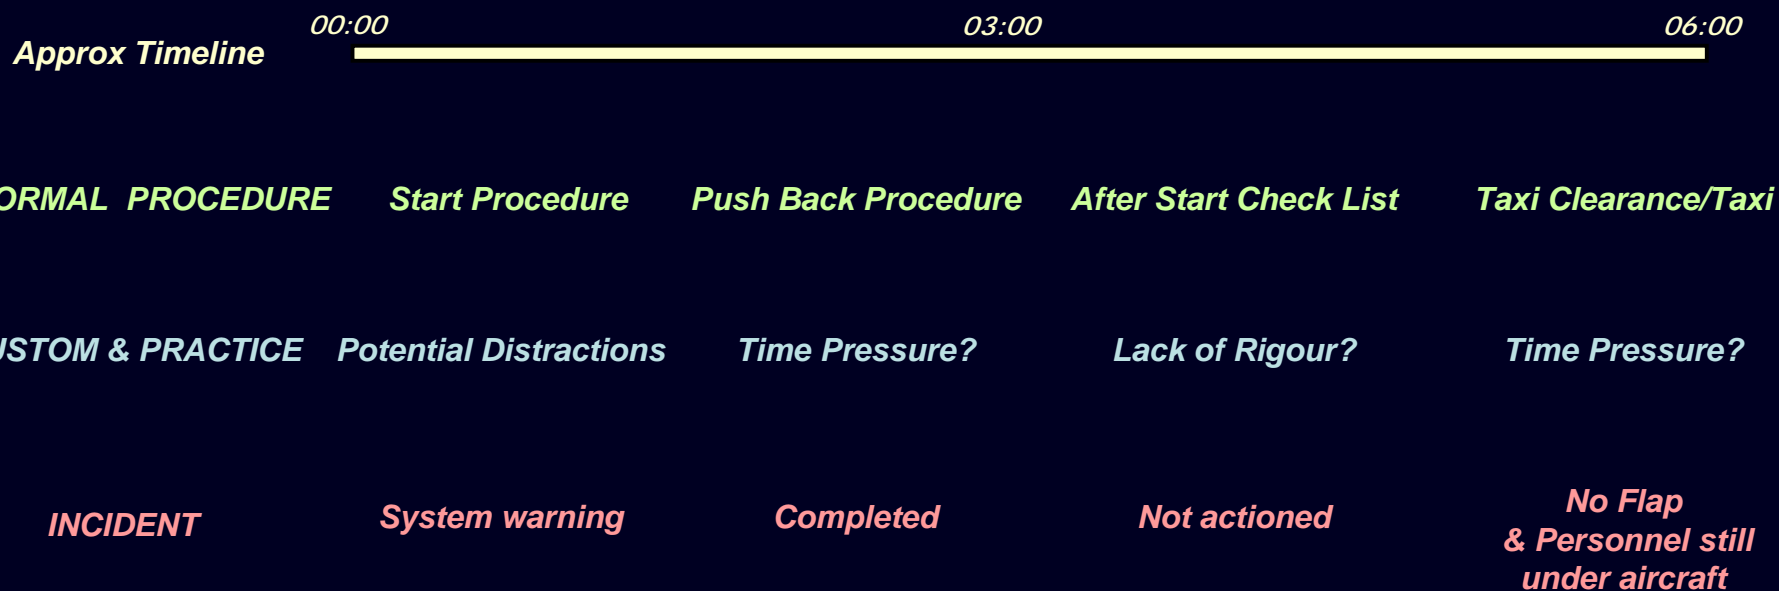 00:00 03:00 06:00
Approx Timeline
ORMAL PROCEDURE Start Procedure Push Back Procedure After Start Check List Taxi Clearance/Taxi
USTOM & PRACTICE Potential Distractions Time Pressure? Lack of Rigour? Time Pressure?
INCIDENT System warning Completed Not actioned No Flap
& Personnel still
under aircraft